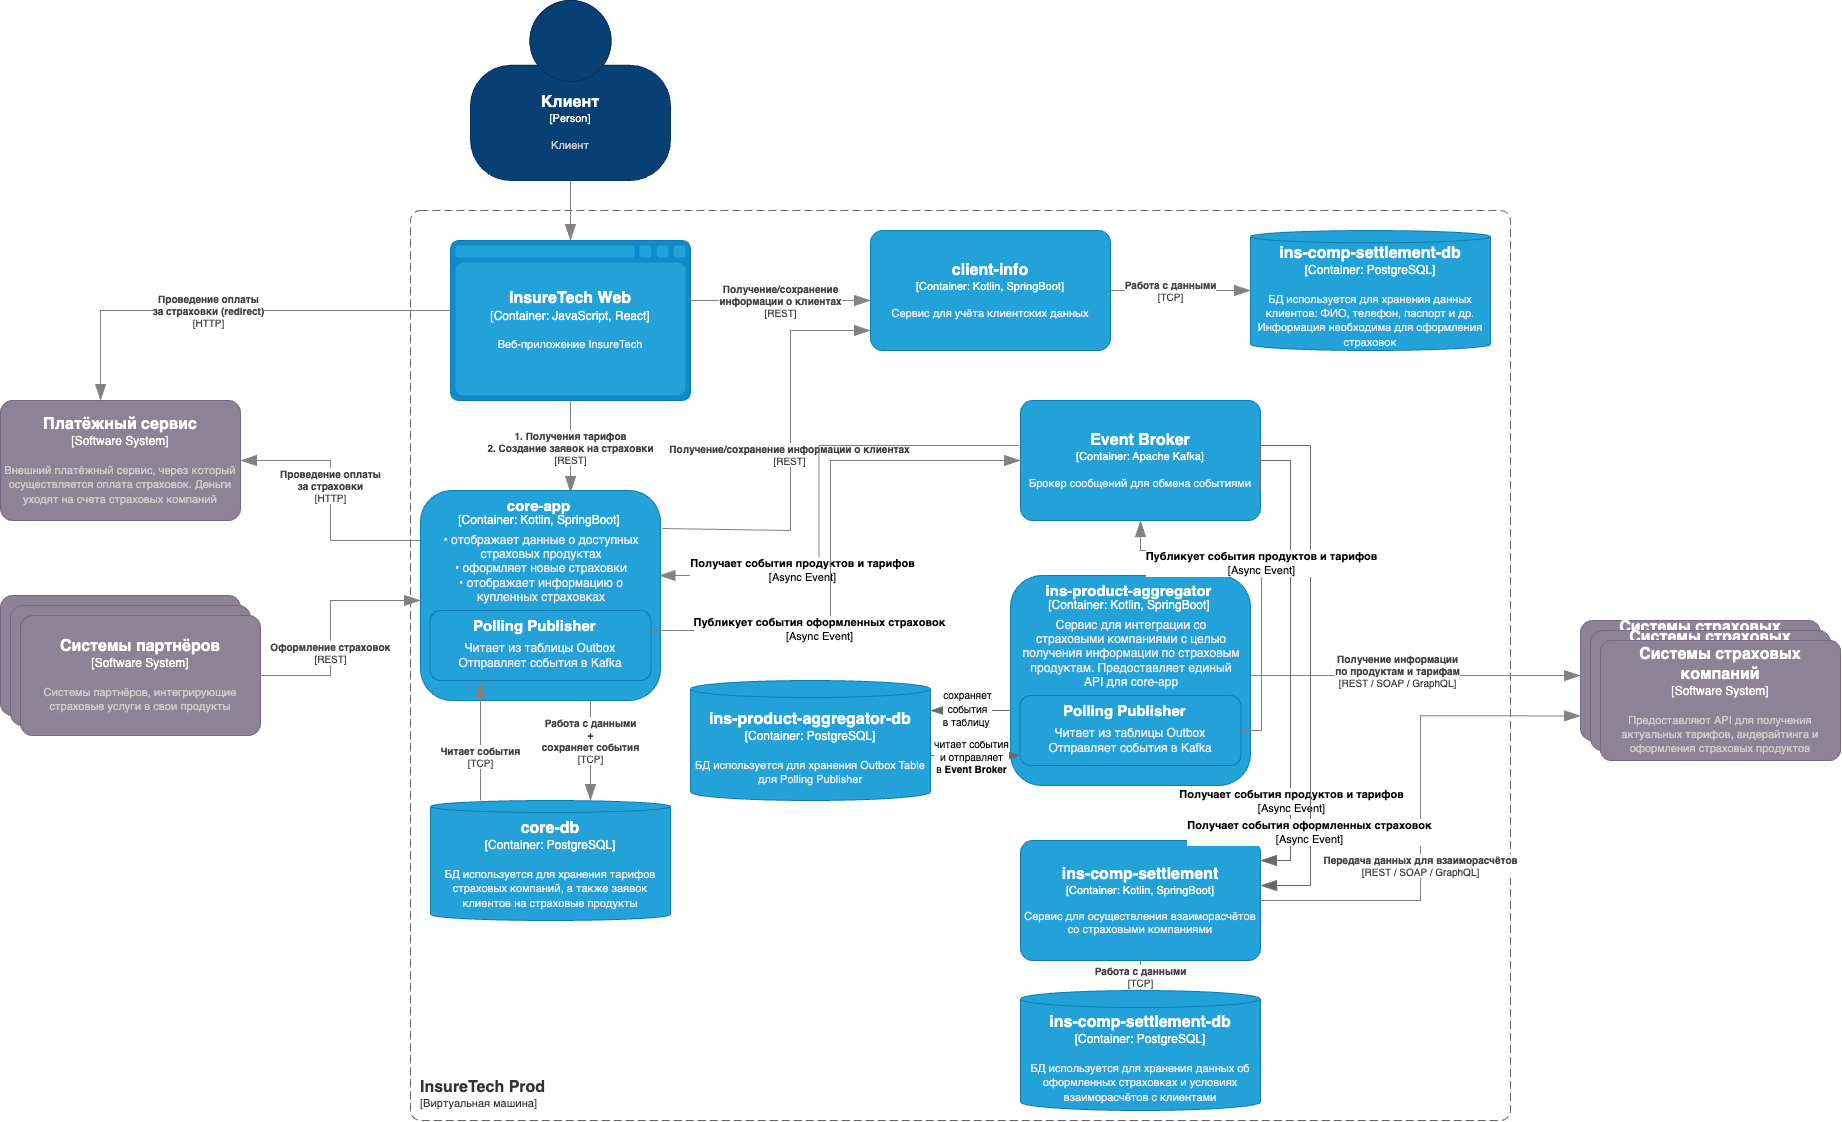 Клиент
[Person]
Клиент
InsureTech Web
[Container: JavaScript, React]
Веб-приложение InsureTech
Получение/сохранение
информации о клиентах
[REST]
client-info
[Container: Kotlin, SpringBoot]
Сервис для учёта клиентских данных
Работа с данными
[TCP]
ins-comp-settlement-db
[Container: PostgreSQL]
БД используется для хранения данных
клиентов: ФИО, телефон, паспорт и др.
Информация необходима для оформления
страховок
Проведение оплаты
за страховки (redirect)
[HTTP]
Платёжный сервис
[Software System]
Внешний платёжный сервис, через который
осуществляется оплата страховок. Деньги
уходят на счета страховых компаний
Проведение оплаты
за страховки
[HTTP]
1. Получения тарифов
2. Создание заявок на страховки
[REST]
Получение/сохранение информации о клиентах
[REST]
Event Broker
[Container: Apache Kafka]
Брокер сообщений для обмена событиями
core-app
[Container: Kotlin, SpringBoot]
• отображает данные о доступных
страховых продуктах
• оформляет новые страховки
• отображает информацию о
купленных страховках
Polling Publisher
Читает из таблицы Outbox
Отправляет события в Kafka
Получает события продуктов и тарифов
[Async Event]
Публикует события оформленных страховок
[Async Event]
Публикует события продуктов и тарифов
[Async Event]
ins-product-aggregator
[Container: Kotlin, SpringBoot]
Сервис для интеграции со
страховыми компаниями с целью
получения информации по страховым
продуктам. Предоставляет единый
API для core-app
Polling Publisher
Читает из таблицы Outbox
Отправляет события в Kafka
Системы партнёров
[Software System]
Системы партнёров, интегрирующие
страховые услуги в свои продукты
Оформление страховок
[REST]
Получение информации
по продуктам и тарифам
[REST / SOAP / GraphQL]
Системы страховых
Системы страховых
Системы страховых
компаний
[Software System]
Предоставляют API для получения
актуальных тарифов, андерайтинга и
оформления страховых продуктов
ins-product-aggregator-db
[Container: PostgreSQL]
БД используется для хранения Outbox Table
для Polling Publisher
сохраняет
события
в таблицу
читает события
и отправляет
в Event Broker
Читает события
[TCP]
Работа с данными
+
сохраняет события
[TCP]
core-db
[Container: PostgreSQL]
БД используется для хранения тарифов
страховых компаний, а также заявок
клиентов на страховые продукты
Получает события продуктов и тарифов
[Async Event]
Получает события оформленных страховок
[Async Event]
Передача данных для взаиморасчётов
[REST / SOAP / GraphQL]
ins-comp-settlement
[Container: Kotlin, SpringBoot]
Сервис для осуществления взаиморасчётов
со страховыми компаниями
Работа с данными
[TCP]
ins-comp-settlement-db
[Container: PostgreSQL]
БД используется для хранения данных об
оформленных страховках и условиях
взаиморасчётов с клиентами
InsureTech Prod
[Виртуальная машина]